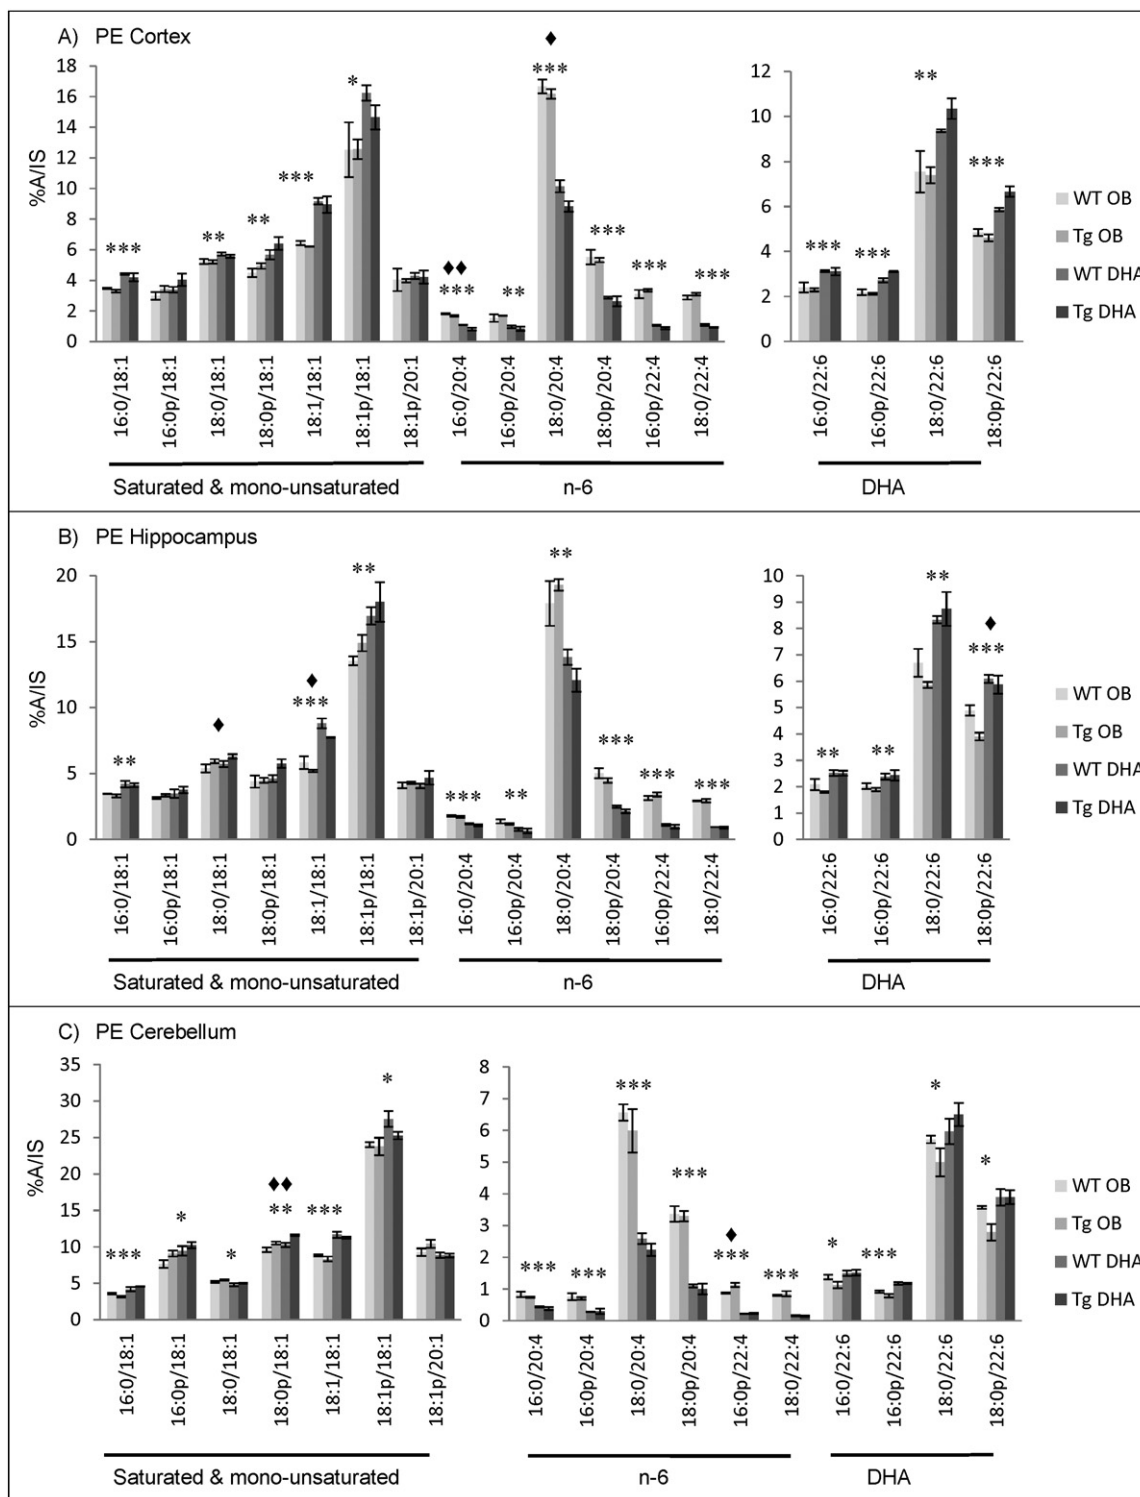 A) PE Cortex
%A/IS
18
16
14
12
10
8
6
4
2
0
***
**
**
***
*
♦♦
***
**
♦
***
***
***
***
16:0/18:1
16:0p/18:1
18:0/18:1
18:0p/18:1
18:1/18:1
18:1p/18:1
18:1p/20:1
16:0/20:4
16:0p/20:4
18:0/20:4
18:0p/20:4
16:0p/22:4
18:0/22:4
Saturated & mono-unsaturated
n-6
12
10
8
6
4
2
0
***
***
**
***
16:0/22:6
16:0p/22:6
18:0/22:6
18:0p/22:6
DHA
WT OB
Tg OB
WT DHA
Tg DHA
B) PE Hippocampus
%A/IS
20
15
10
5
0
**
♦
♦
***
**
***
**
**
***
***
***
16:0/18:1
16:0p/18:1
18:0/18:1
18:0p/18:1
18:1/18:1
18:1p/18:1
18:1p/20:1
16:0/20:4
16:0p/20:4
18:0/20:4
18:0p/20:4
16:0p/22:4
18:0/22:4
Saturated & mono-unsaturated
n-6
10
9
8
7
6
5
4
3
2
1
0
**
**
**
♦
***
16:0/22:6
16:0p/22:6
18:0/22:6
18:0p/22:6
DHA
WT OB
Tg OB
WT DHA
Tg DHA
C) PE Cerebellum
%A/IS
35
30
25
20
15
10
5
0
***
*
*
♦♦
**
***
*
16:0/18:1
16:0p/18:1
18:0/18:1
18:0p/18:1
18:1/18:1
18:1p/18:1
18:1p/20:1
Saturated & mono-unsaturated
8
7
6
5
4
3
2
1
0
***
***
***
***
♦
***
***
*
***
*
*
16:0/20:4
16:0p/20:4
18:0/20:4
18:0p/20:4
16:0p/22:4
18:0/22:4
16:0/22:6
16:0p/22:6
18:0/22:6
18:0p/22:6
n-6
DHA
WT OB
Tg OB
WT DHA
Tg DHA